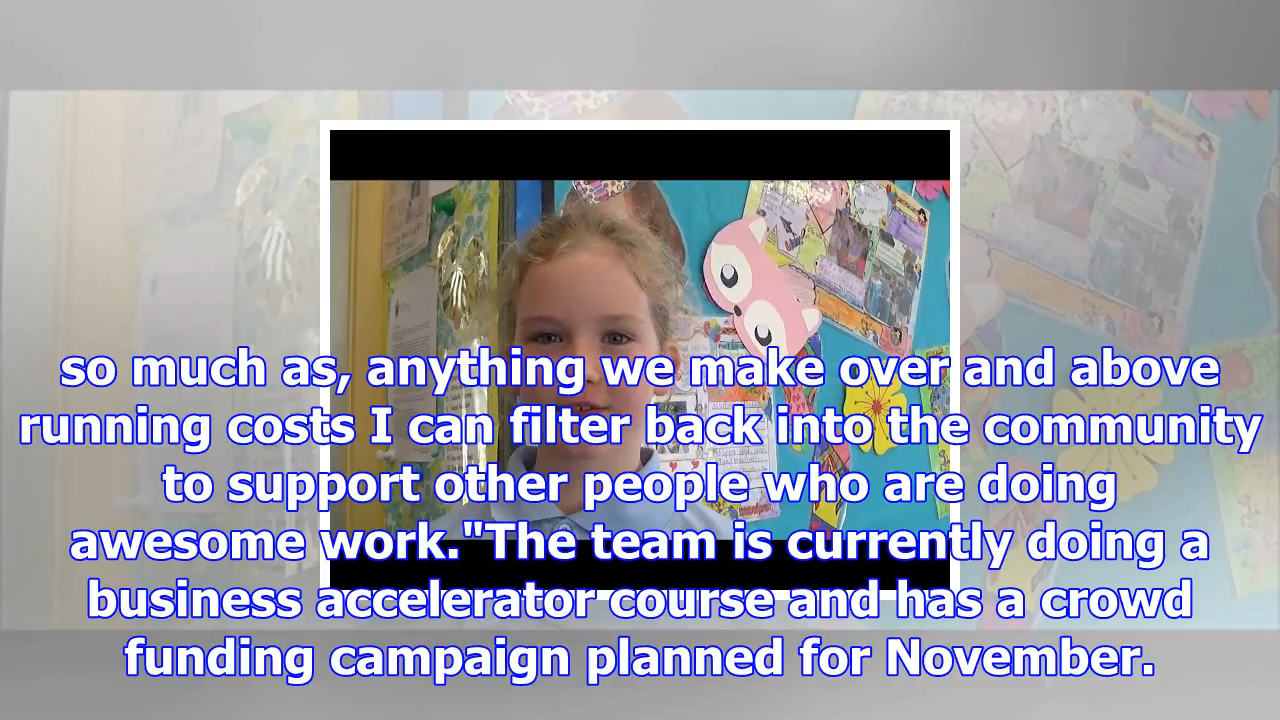 so much as, anything we make over and above
running costs I can filter back into the community
to support other people who are doing
awesome work."The team is currently doing a
business accelerator course and has a crowd
funding campaign planned for November.